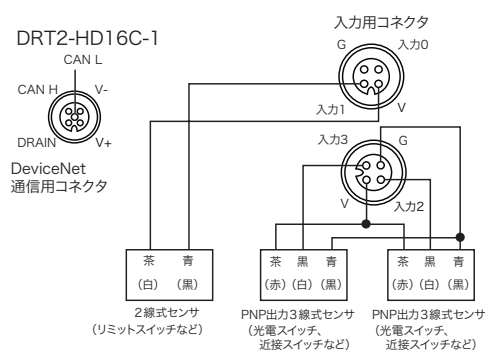 DRT2-HD16C-1
CAN L
CAN H
V-
DRAIN
V+
DeviceNet
通信用コネクタ
入力用コネクタ
G
入力0
入力1
V
入力3
G
V
入力2
茶 青
(白) (黒)
2線式センサ
(リミットスイッチなど)
茶 黒 青
(赤) (白) (黒)
PNP出力3線式センサ
(光電スイッチ、
近接スイッチなど)
茶 黒 青
(赤) (白) (黒)
PNP出力3線式センサ
(光電スイッチ、
近接スイッチなど)